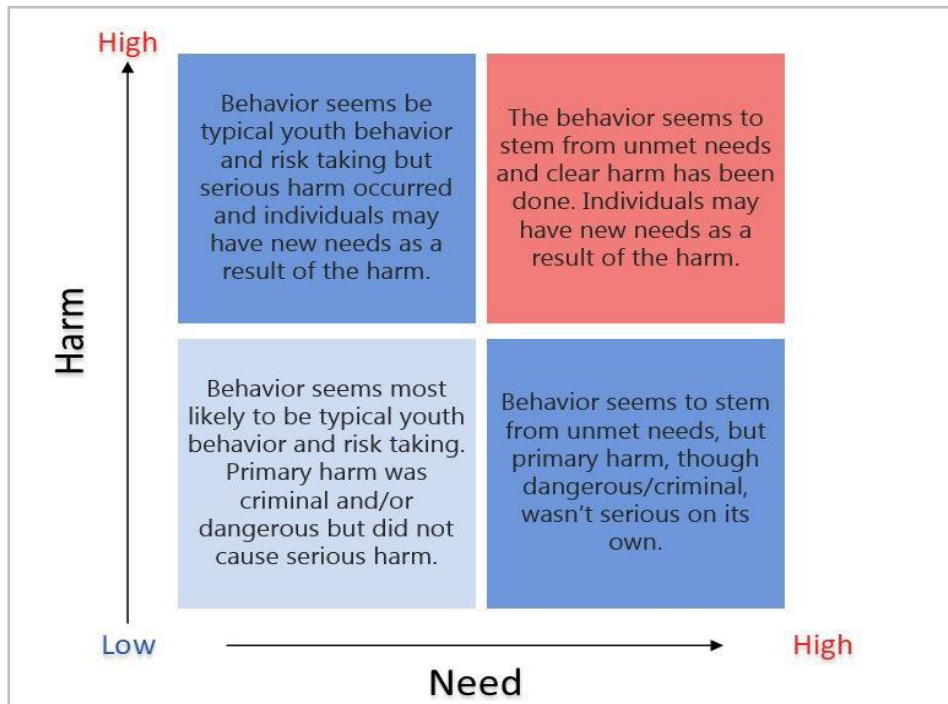 High
Behavior seems be
typical youth behavior
and risk taking but
serious harm occurred
and individuals may
have new needs as a
result of the harm.
The behavior seems to
stem from unmet needs
and clear harm has been
done. Individuals may
have new needs as a
result of the harm.
Harm
Behavior seems most
likely to be typical youth
behavior and risk taking.
Primary harm was
criminal and/or
dangerous but did not
cause serious harm.
Behavior seems to stem
from unmet needs, but
primary harm, though
dangerous/criminal,
wasn’t serious on its
own.
Low
High
Need